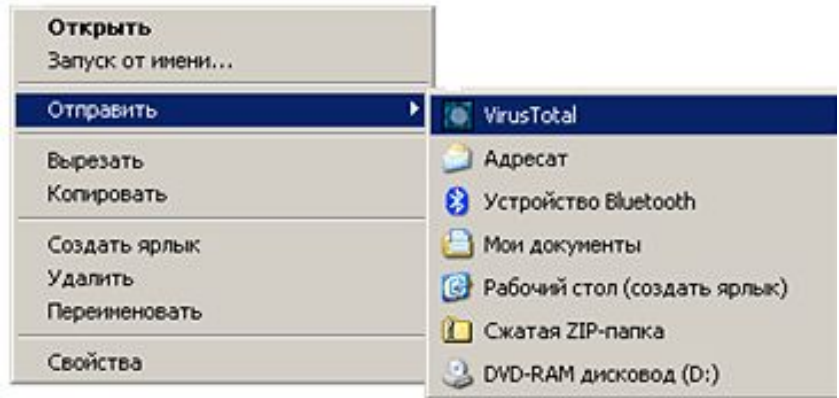 Открыть
Запуск от имени...
Отправить
Вырезать
Копировать
Создать ярлык
Удалить
Переименовать
Свойства
VirusTotal
Адресат
Устройство Bluetooth
Мои документы
Рабочий стол (создать ярлык)
Сжатая ZIP-папка
DVD-RAM дисковод (D:)